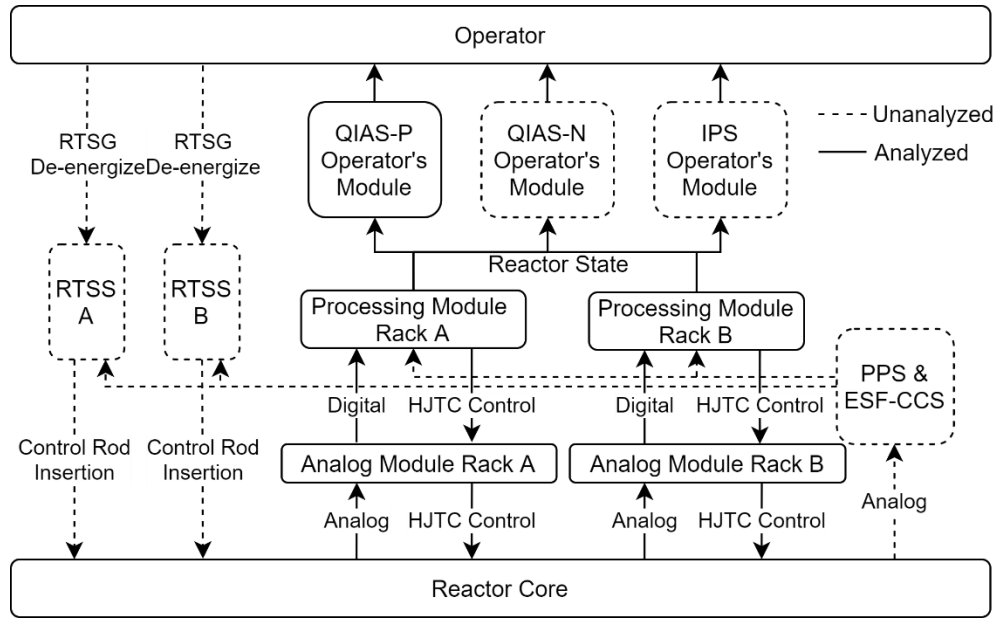 Operator
RTSG
De-energize
RTSG
De-energize
QIAS-P
Operator's
Module
QIAS-N
Operator's
Module
IPS
Operator's
Module
Unanalyzed
Analyzed
RTSS
A
RTSS
B
Reactor State
Processing Module
Rack A
Processing Module
Rack B
PPS &
ESF-CCS
Digital
HJTC Control
Digital
HJTC Control
Control Rod
Insertion
Control Rod
Insertion
Analog Module Rack A
Analog Module Rack B
Analog
HJTC Control
Analog
HJTC Control
Analog
Reactor Core